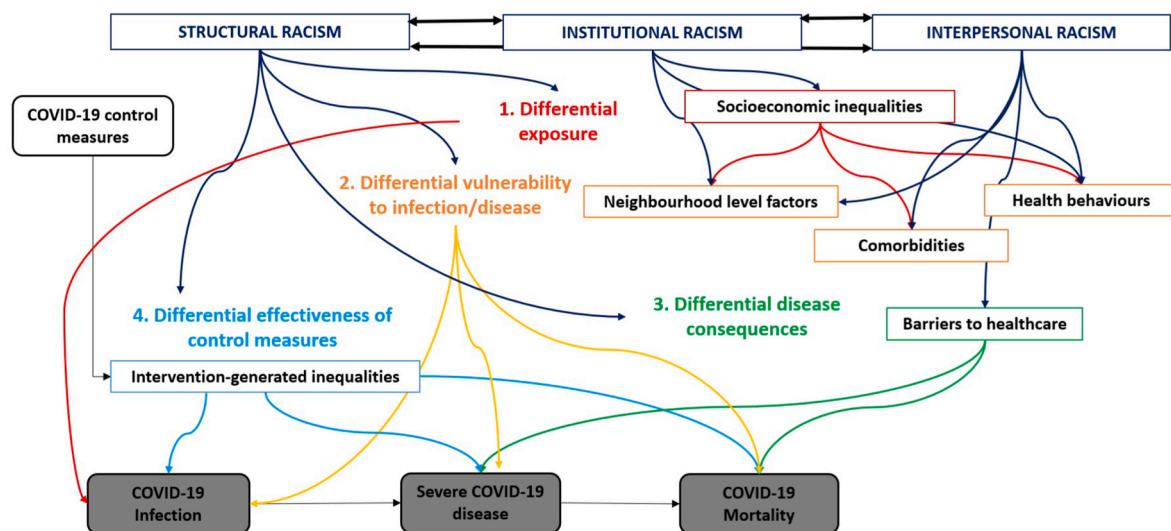 STRUCTURAL RACISM
INSTITUTIONAL RACISM
INTERPERSONAL RACISM
COVID-19 control
measures
1. Differential
exposure
Socioeconomic inequalities
2. Differential vulnerability
to infection/disease
Neighbourhood level factors
Health behaviours
Comorbidities
4. Differential effectiveness of
control measures
3. Differential disease
consequences
Barriers to healthcare
Intervention-generated inequalities
COVID-19
Infection
Severe COVID-19
disease
COVID-19
Mortality